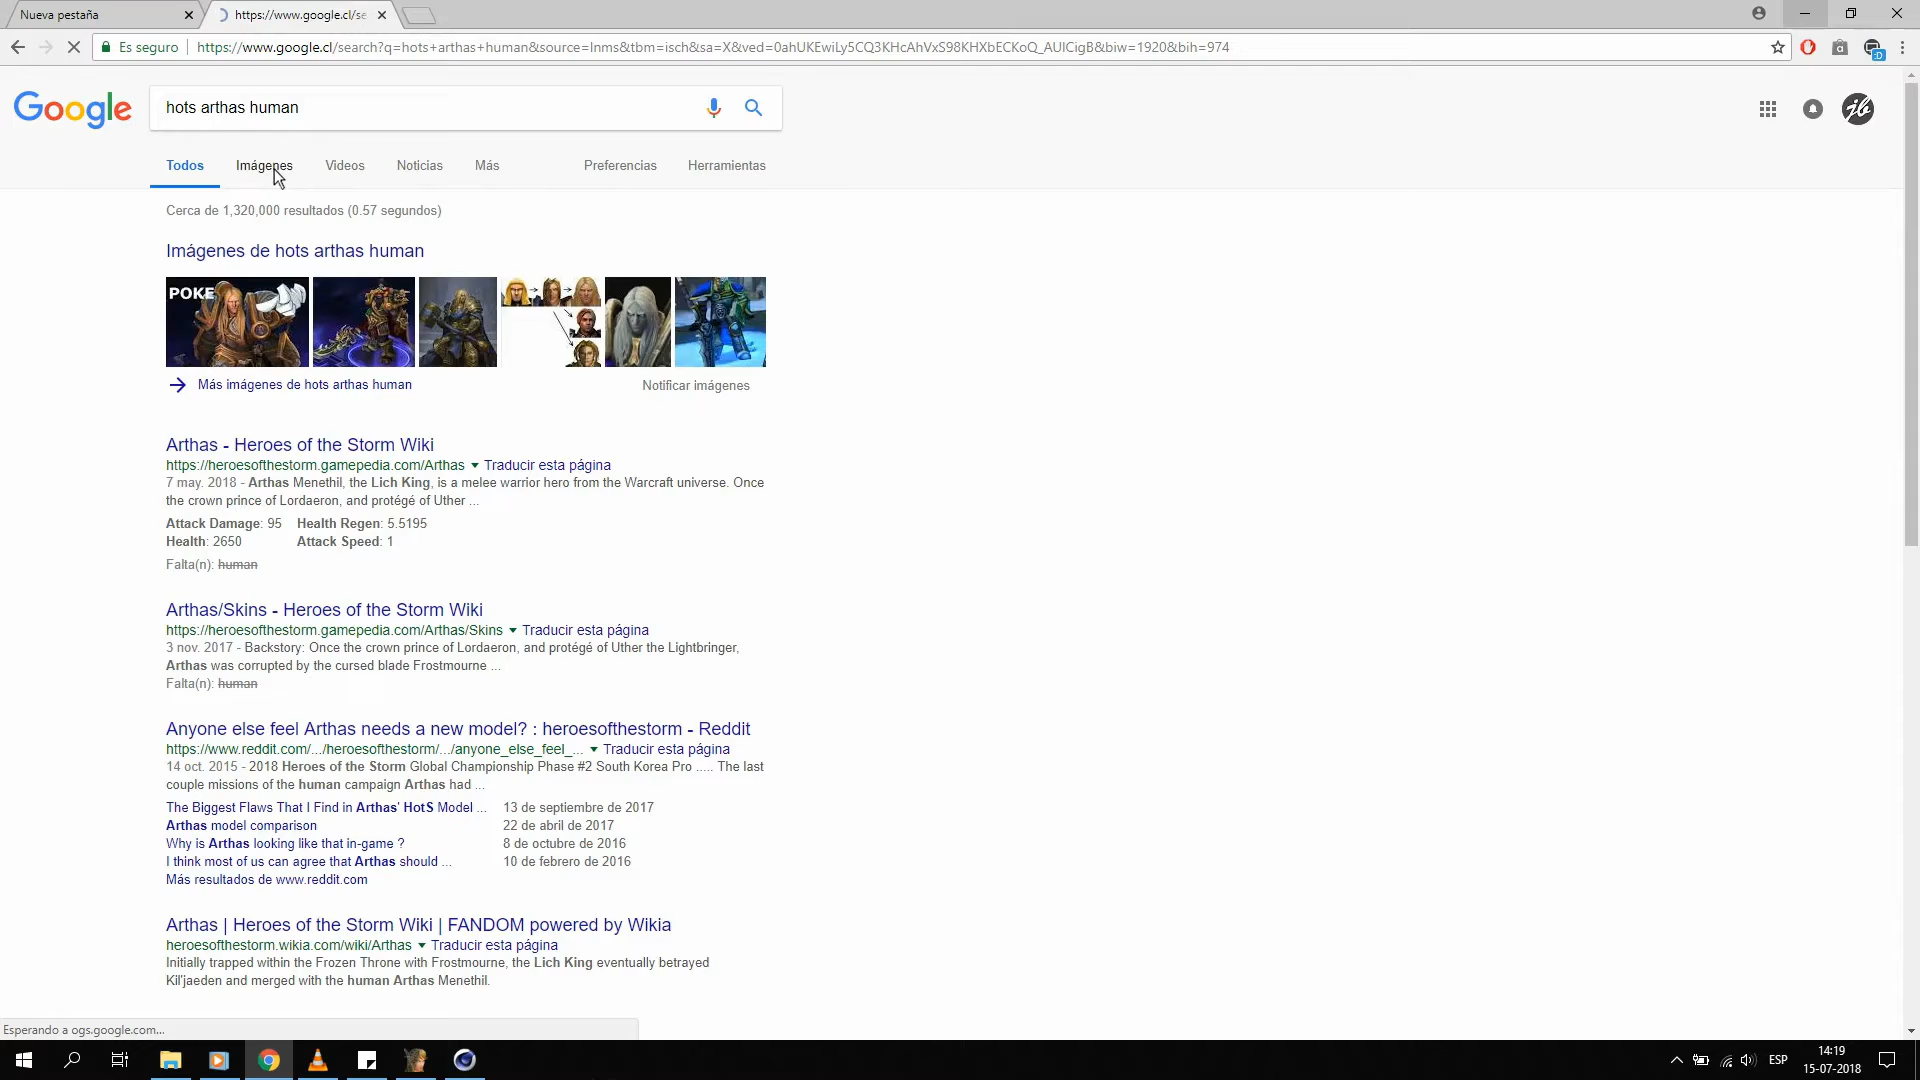 Nueva pestaña
https://www.google.cl/se
Es seguro
https://www.google.cl/search?q=hots+arthas+human&source=lnms&tbm=isch&sa=X&ved=0ahUKEwiLy5CQ3KHcAhVxS98KHXbECKoQ_AUICigB&biw=1920&bih=974
Google
hots arthas human
Todos
Imágenes
Videos
Noticias
Más
Preferencias
Herramientas
Cerca de 1,320,000 resultados (0.57 segundos)
Imágenes de hots arthas human
POKE
Más imágenes de hots arthas human
Notificar imágenes
Arthas - Heroes of the Storm Wiki
https://heroesofthestorm.gamepedia.com/Arthas Traducir esta página
7 may. 2018 - Arthas Menethil, the Lich King, is a melee warrior hero from the Warcraft universe. Once
the crown prince of Lordaeron, and protégé of Uther ...
Attack Damage: 95 Health Regen: 5.5195
Health: 2650 Attack Speed: 1
Falta(n): human
Arthas/Skins - Heroes of the Storm Wiki
https://heroesofthestorm.gamepedia.com/Arthas/Skins Traducir esta página
3 nov. 2017 - Backstory: Once the crown prince of Lordaeron, and protégé of Uther the Lightbringer,
Arthas was corrupted by the cursed blade Frostmourne ...
Falta(n): human
Anyone else feel Arthas needs a new model? : heroesofthestorm - Reddit
https://www.reddit.com/.../heroesofthestorm/.../anyone_else_feel_... Traducir esta página
14 oct. 2015 - 2018 Heroes of the Storm Global Championship Phase #2 South Korea Pro ..... The last
couple missions of the human campaign Arthas had ...
The Biggest Flaws That I Find in Arthas' HotS Model ... 13 de septiembre de 2017
Arthas model comparison 22 de abril de 2017
Why is Arthas looking like that in-game ? 8 de octubre de 2016
I think most of us can agree that Arthas should ... 10 de febrero de 2016
Más resultados de www.reddit.com
Arthas | Heroes of the Storm Wiki | FANDOM powered by Wikia
heroesofthestorm.wikia.com/wiki/Arthas Traducir esta página
Initially trapped within the Frozen Throne with Frostmourne, the Lich King eventually betrayed
Kil'jaeden and merged with the human Arthas Menethil.
Esperando a ogs.google.com...
ESP
14:19
15-07-2018